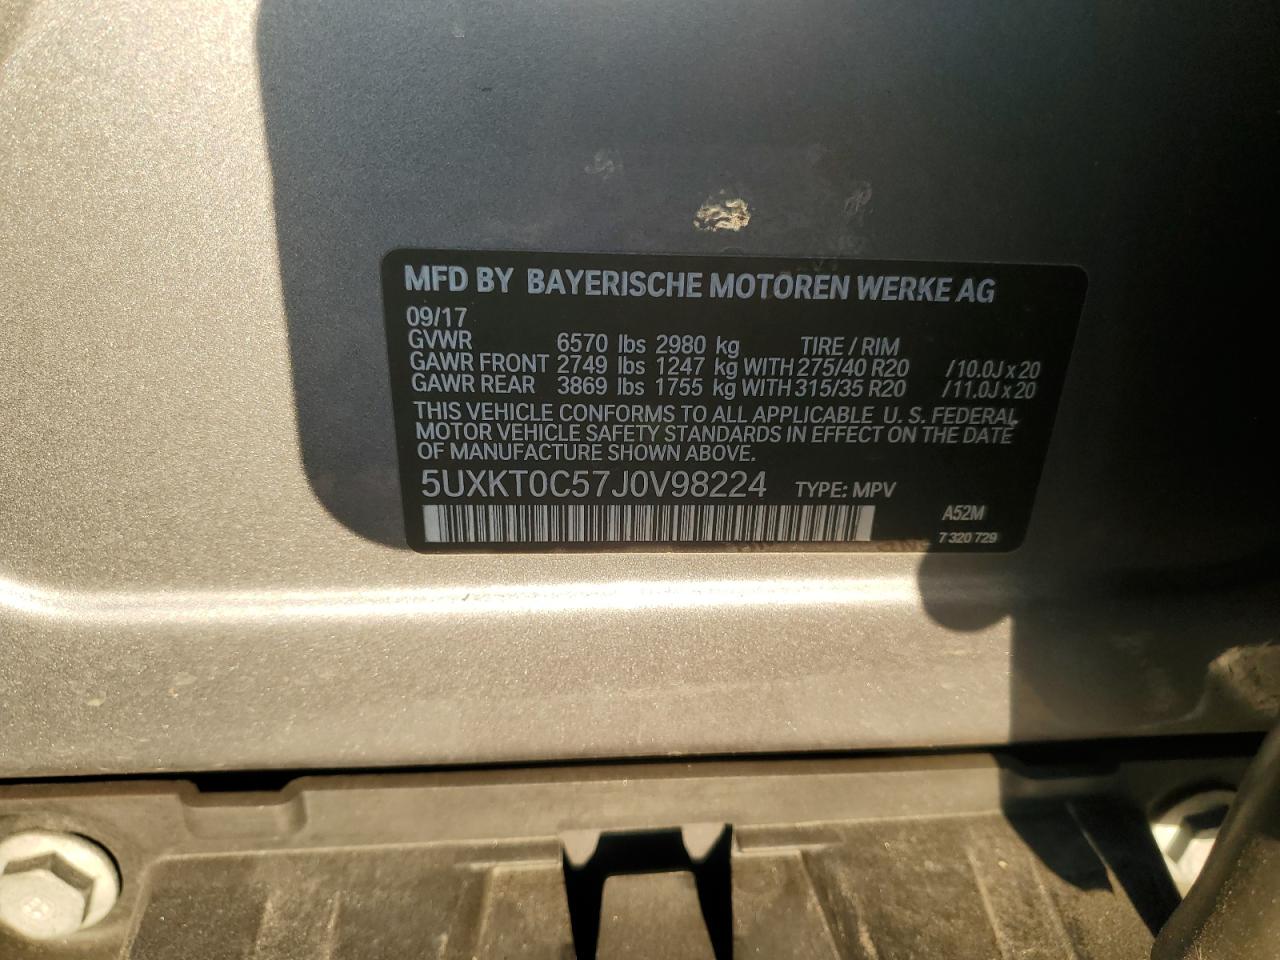 MFD BY BAYERISCHE MOTOREN WERKE AG
09/17
GVWR 6570 lbs 2980 kg TIRE / RIM
GAWR FRONT 2749 lbs 1247 kg WITH 275/40 R20 /10.0J x 20
GAWR REAR 3869 lbs 1755 kg WITH 315/35 R20 /11.0J x 20
THIS VEHICLE CONFORMS TO ALL APPLICABLE U. S. FEDERAL
MOTOR VEHICLE SAFETY STANDARDS IN EFFECT ON THE DATE
OF MANUFACTURE SHOWN ABOVE.
5UXKT0C57J0V98224 TYPE: MPV
A52M
7 320 729